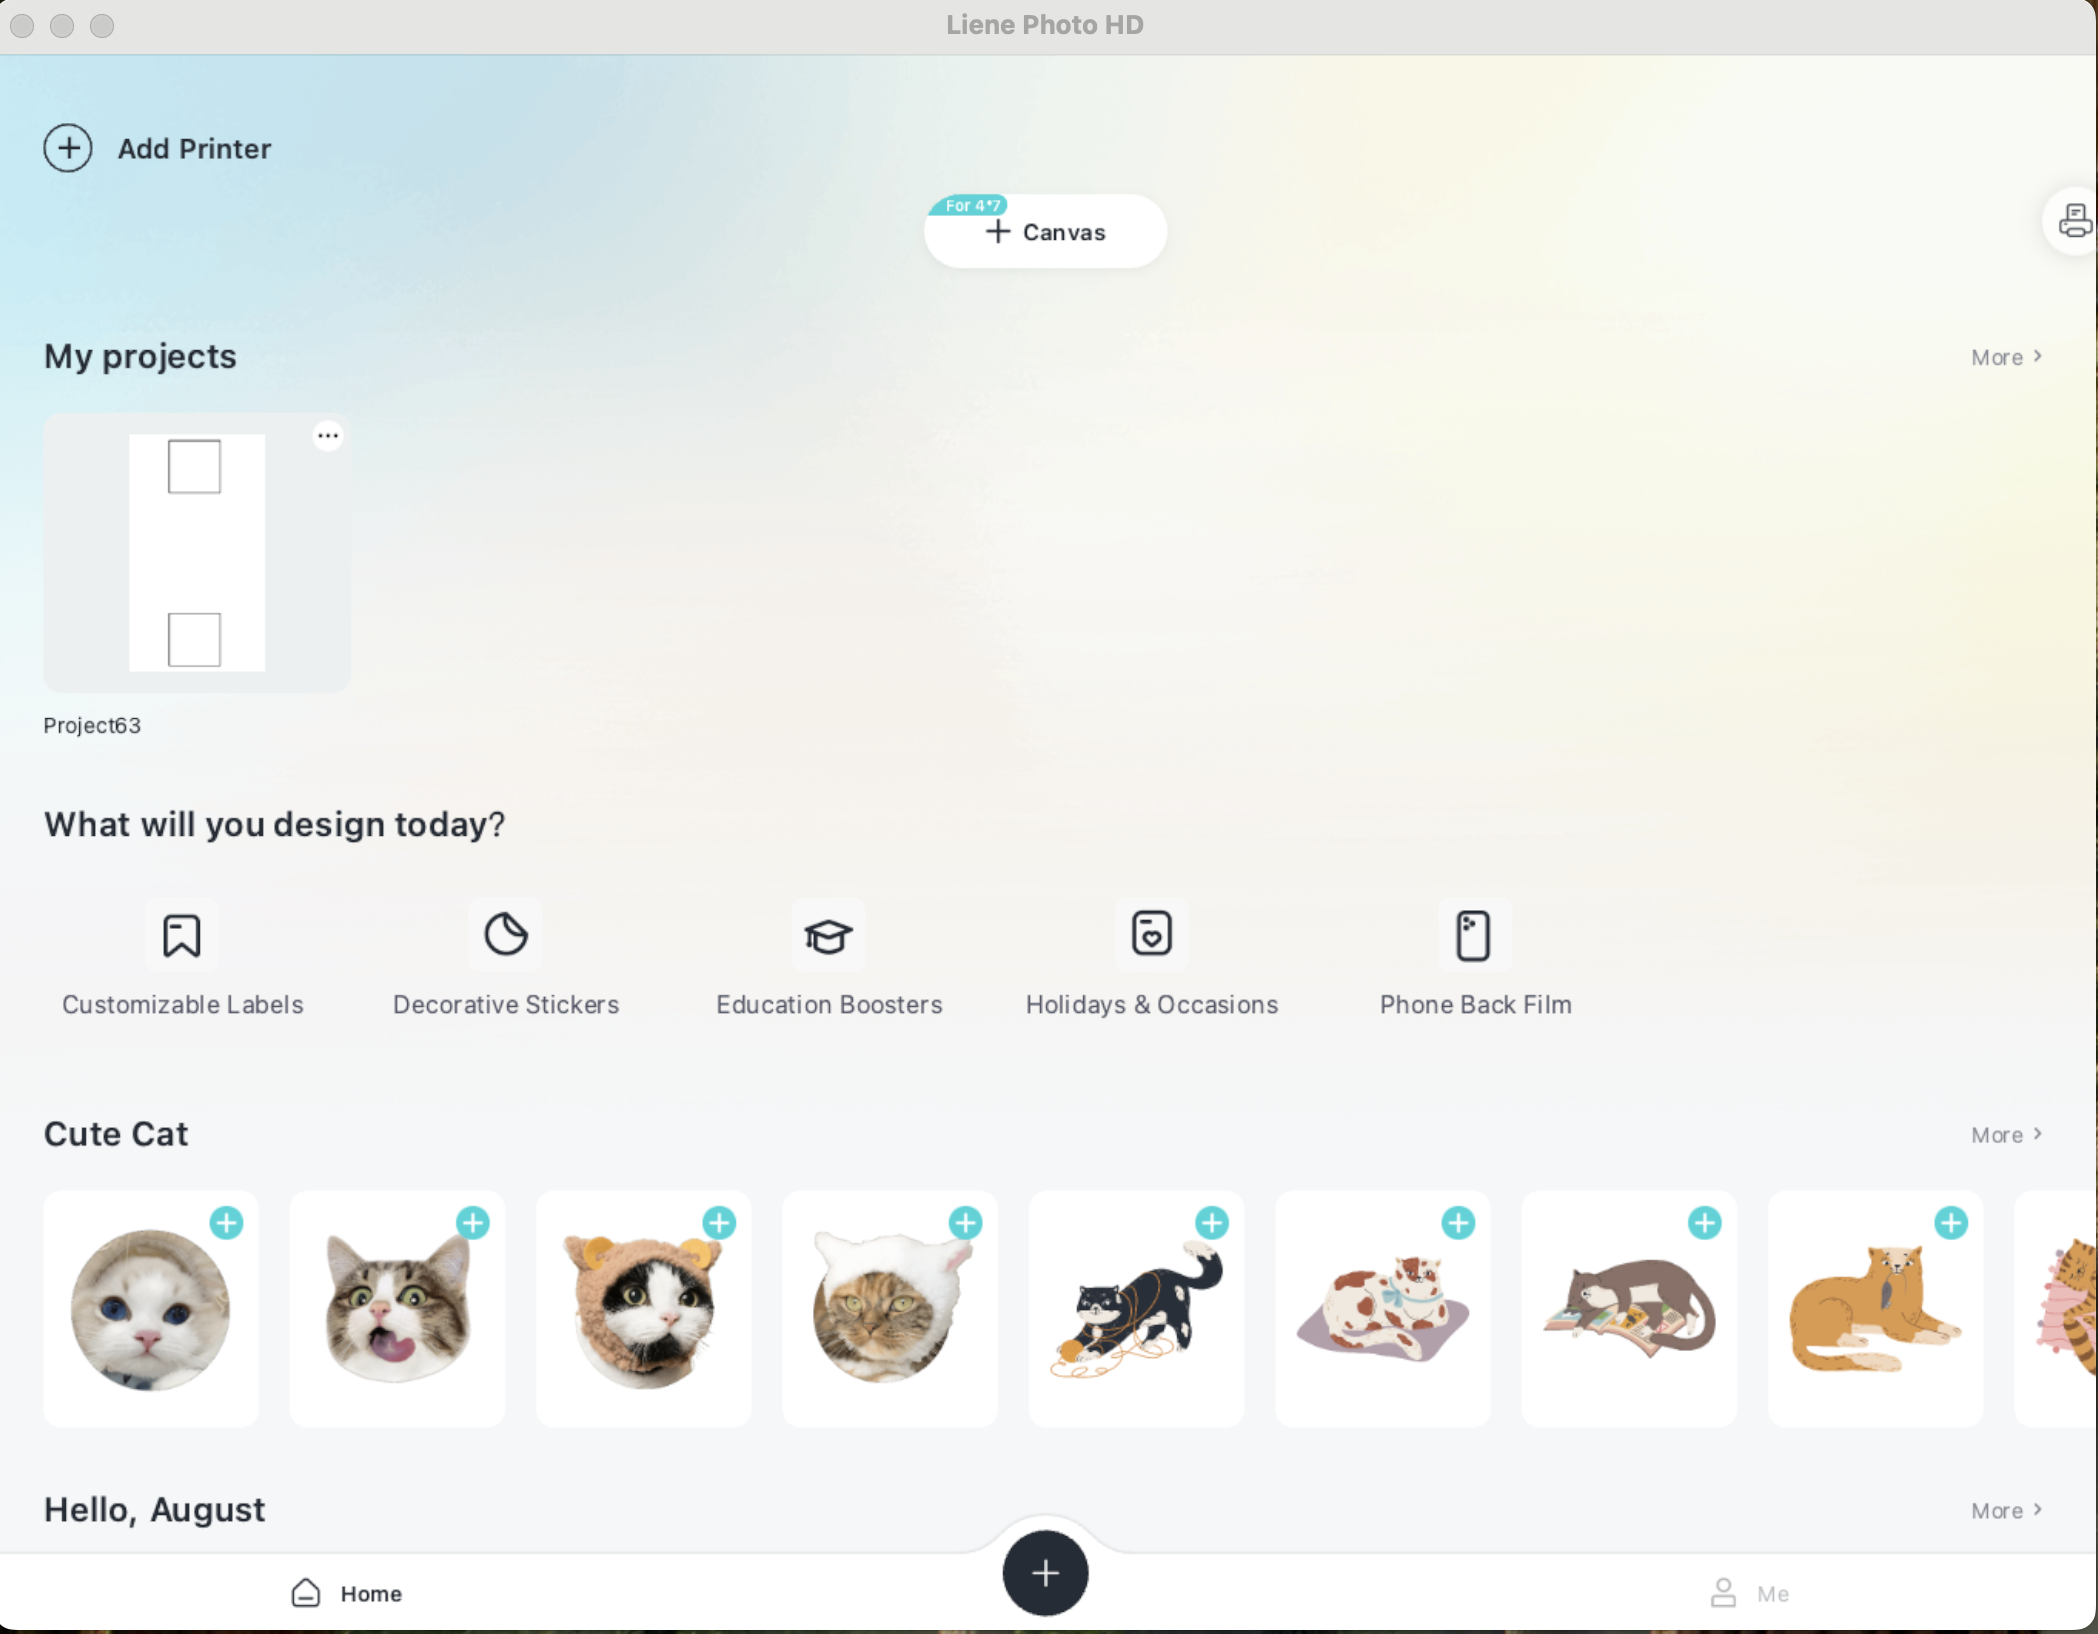 Liene Photo HD
Add Printer
For 4*7
Canvas
My projects
More
Project63
What will you design today?
Customizable Labels
Decorative Stickers
Education Boosters
Holidays & Occasions
Phone Back Film
Cute Cat
More
Hello, August
More
Home
Me